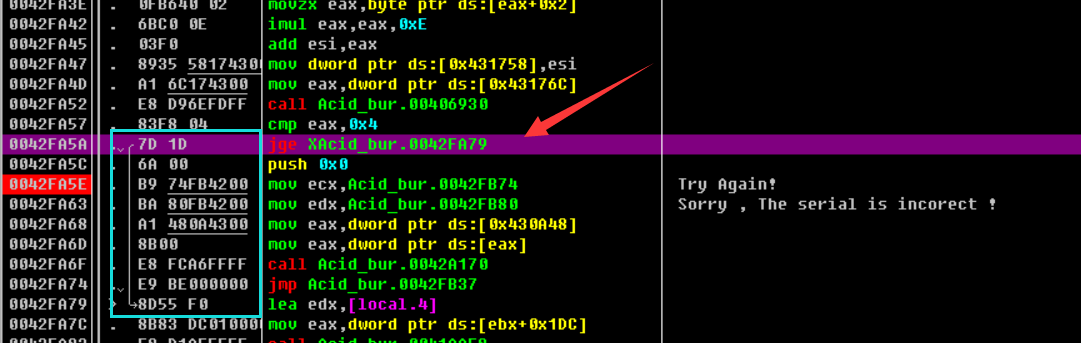 0042FA3E . 0FB640 02 movzx eax,byte ptr ds:[eax+0x2]
0042FA42 . 6BC0 0E imul eax,eax,0xE
0042FA45 . 03F0 add esi,eax
0042FA47 . 8935 58174300 mov dword ptr ds:[0x431758],esi
0042FA4D . A1 6C174300 mov eax,dword ptr ds:[0x43176C]
0042FA52 . E8 D96EFDFF call Acid_bur.00406930
0042FA57 . 83F8 04 cmp eax,0x4
0042FA5A . 7D 1D jge XAcid_bur.0042FA79
0042FA5C . 6A 00 push 0x0
0042FA5E . B9 74FB4200 mov ecx,Acid_bur.0042FB74 Try Again!
0042FA63 . BA 80FB4200 mov edx,Acid_bur.0042FB80 Sorry , The serial is incorect !
0042FA68 . A1 480A4300 mov eax,dword ptr ds:[0x430A48]
0042FA6D . 8B00 mov eax,dword ptr ds:[eax]
0042FA6F . E8 FCA6FFFF call Acid_bur.0042A170
0042FA74 . E9 BE000000 jmp Acid_bur.0042FB37
0042FA79 > 8D55 F0 lea edx,[local.4]
0042FA7C . 8B83 DC010000 mov eax,dword ptr ds:[ebx+0x1DC]